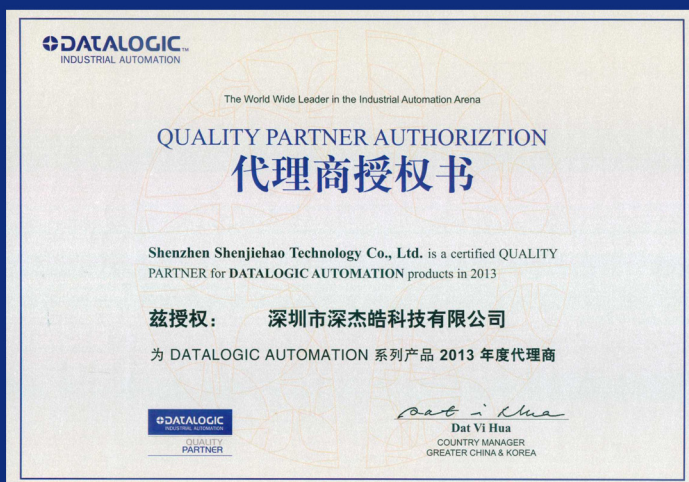 DATALOGIC™
INDUSTRIAL AUTOMATION
The World Wide Leader in the Industrial Automation Arena
QUALITY PARTNER AUTHORIZTION
代理商授权书
Shenzhen Shenjiehao Technology Co., Ltd. is a certified QUALITY
PARTNER for DATALOGIC AUTOMATION products in 2013
兹授权: 深圳市深杰皓科技有限公司
为 DATALOGIC AUTOMATION 系列产品 2013 年度代理商
DATALOGIC
INDUSTRIAL AUTOMATION
QUALITY
PARTNER
Dat Vi Hua
Dat Vi Hua
COUNTRY MANAGER
GREATER CHINA & KOREA